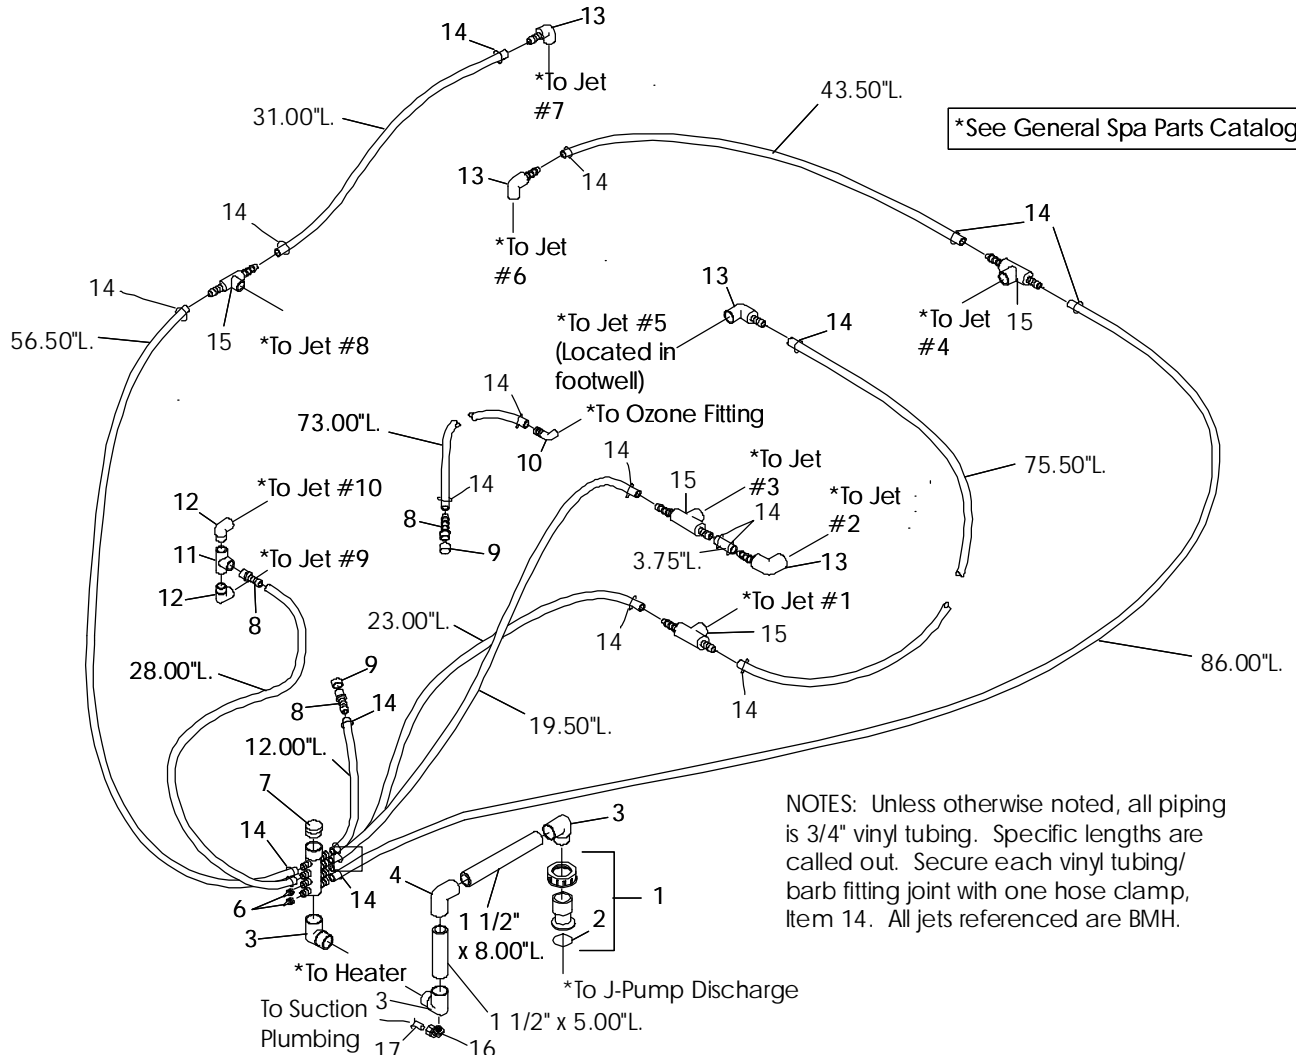 14
13
*To Jet
#7
31.00"L.
43.50"L.
*See General Spa Parts Catalog
13
14
14
14
*To Jet
#6
14
15
*To Jet #8
56.50"L.
13
*To Jet #5
(Located in
footwell)
14
*To Jet
#4
15
73.00"L.
14
*To Ozone Fitting
10
14
8
9
14
*To Jet
#3
15
*To Jet
#2
14
3.75"L.
13
75.50"L.
12
*To Jet #10
11
*To Jet #9
12
8
23.00"L.
14
*To Jet #1
15
14
86.00"L.
28.00"L.
9
8
14
19.50"L.
12.00"L.
7
14
6
14
3
*To Heater
4
3
1
2
1 1/2"
x 8.00"L.
*To J-Pump Discharge
3
1 1/2" x 5.00"L.
To Suction
Plumbing
17
16
NOTES: Unless otherwise noted, all piping
is 3/4" vinyl tubing. Specific lengths are
called out. Secure each vinyl tubing/
barb fitting joint with one hose clamp,
Item 14. All jets referenced are BMH.